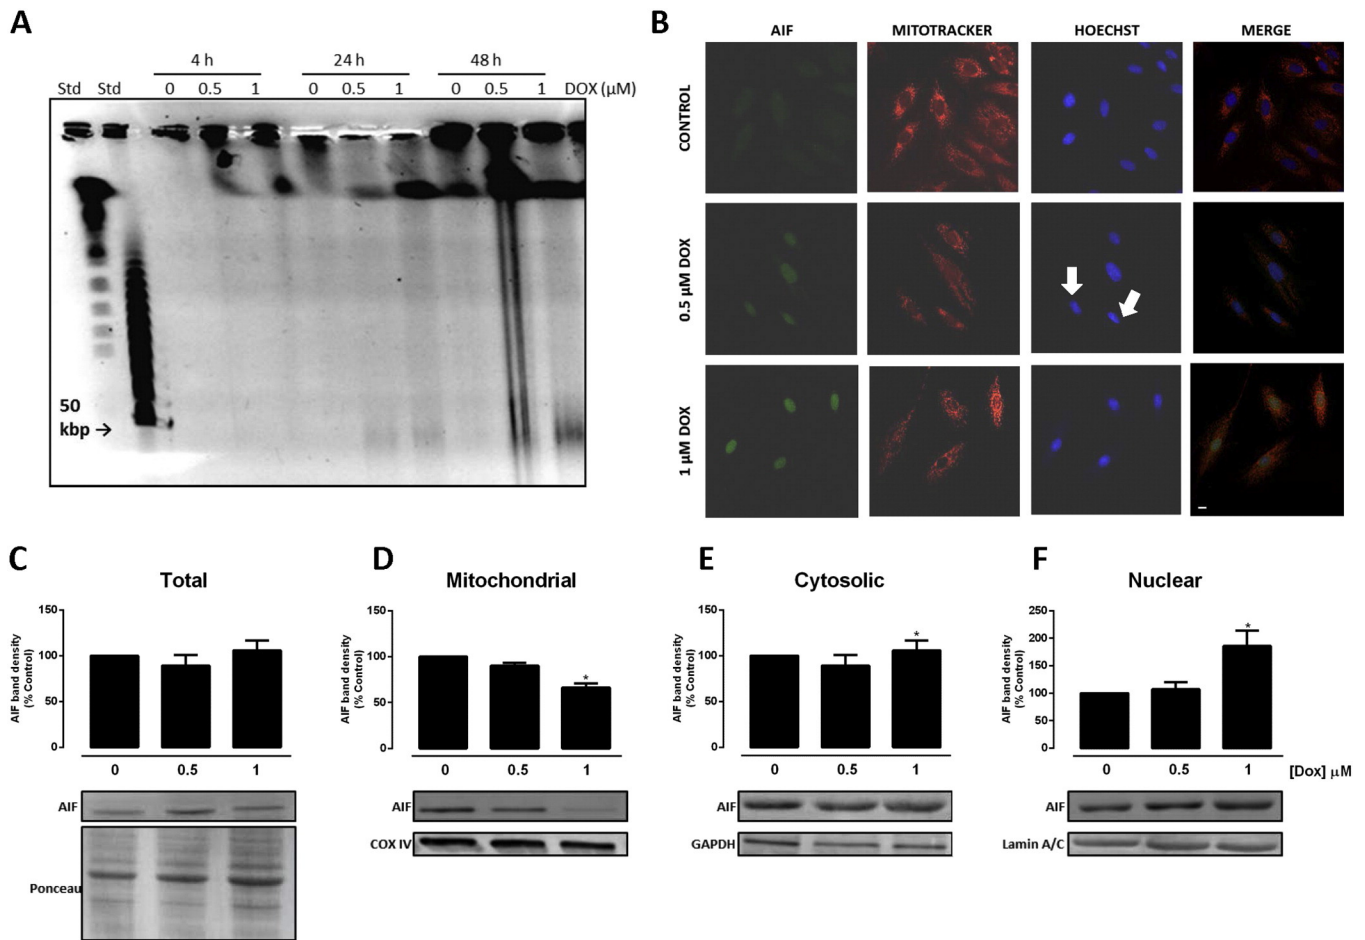 A
4 h 24 h 48 h
Std Std 0 0.5 1 0 0.5 1 0 0.5 1 DOX (μM)
50
kbp →
B
AIF MITOTRACKER HOECHST MERGE
CONTROL
0.5 μM DOX
1 μM DOX
C
Total
AIF band density
(% Control)
150
100
50
0
0 0.5 1
AIF
Ponceau
D
Mitochondrial
AIF band density
(% Control)
150
100
50
0
*
0 0.5 1
AIF
COX IV
E
Cytosolic
AIF band density
(% Control)
150
100
50
0
*
0 0.5 1
AIF
GAPDH
F
Nuclear
AIF band density
(% Control)
250
200
150
100
50
0
*
0 0.5 1 [Dox] μM
AIF
Lamin A/C